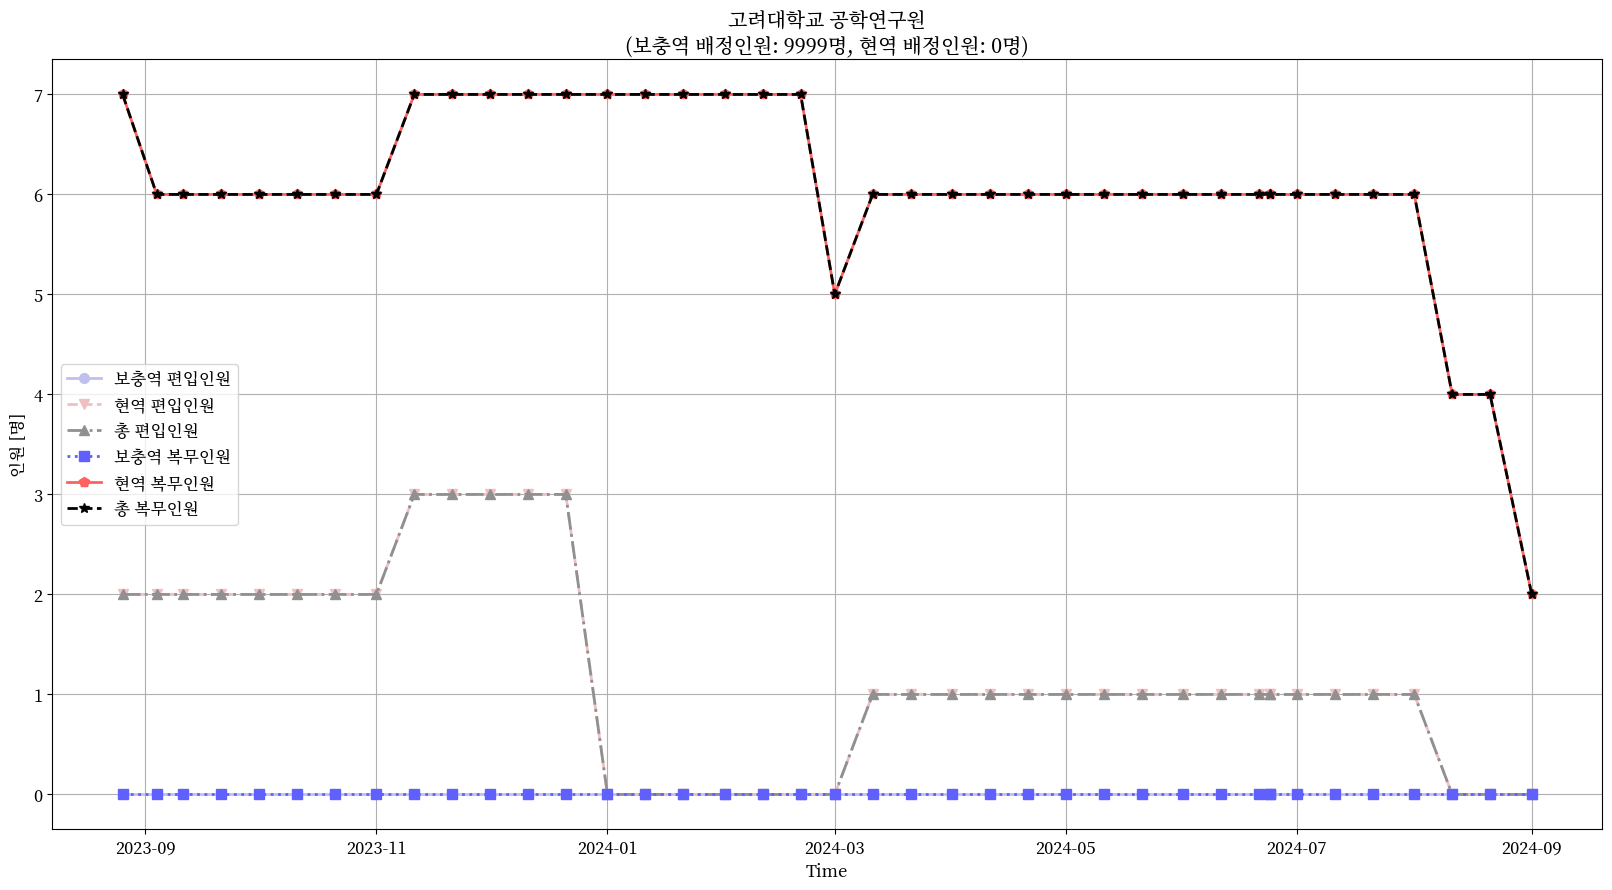 고려대학교 공학연구원
(보충역 배정인원: 9999명, 현역 배정인원: 0명)
7
6
5
4
3
2
1
0
인원 [명]
보충역 편입인원
현역 편입인원
총 편입인원
보충역 복무인원
현역 복무인원
총 복무인원
2023-09 2023-11 2024-01 2024-03 2024-05 2024-07 2024-09
Time